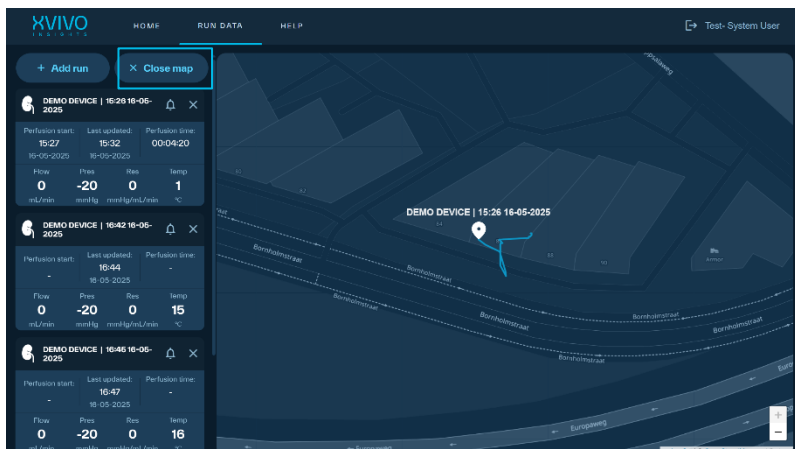 XVIVO
INSIGHTS
HOME
RUN DATA
HELP
Test- System User
+ Add run
× Close map
DEMO DEVICE | 15:26 16-05-
2025
Perfusion start:
Last updated:
Perfusion time:
15:27
15:32
00:04:20
16-05-2025
16-05-2025
Flow
Pres
Res
Temp
0
-20
0
1
mL/min
mmHg
mmHg/mL/min
°C
DEMO DEVICE | 16:42 16-05-
2025
Perfusion start:
Last updated:
Perfusion time:
-
16:44
-
16-05-2025
Flow
Pres
Res
Temp
0
-20
0
15
mL/min
mmHg
mmHg/mL/min
°C
DEMO DEVICE | 16:46 16-05-
2025
Perfusion start:
Last updated:
Perfusion time:
-
16:47
-
16-05-2025
Flow
Pres
Res
Temp
0
-20
0
16
DEMO DEVICE | 15:26 16-05-2025
Bornholmstraat
Bornholmstraat
Bornholmstraat
Bornholmstraat
Bornholmstraat
Bornholmstraat
Bornholmstraat
Armor
Europaweg
Europaweg
+
−